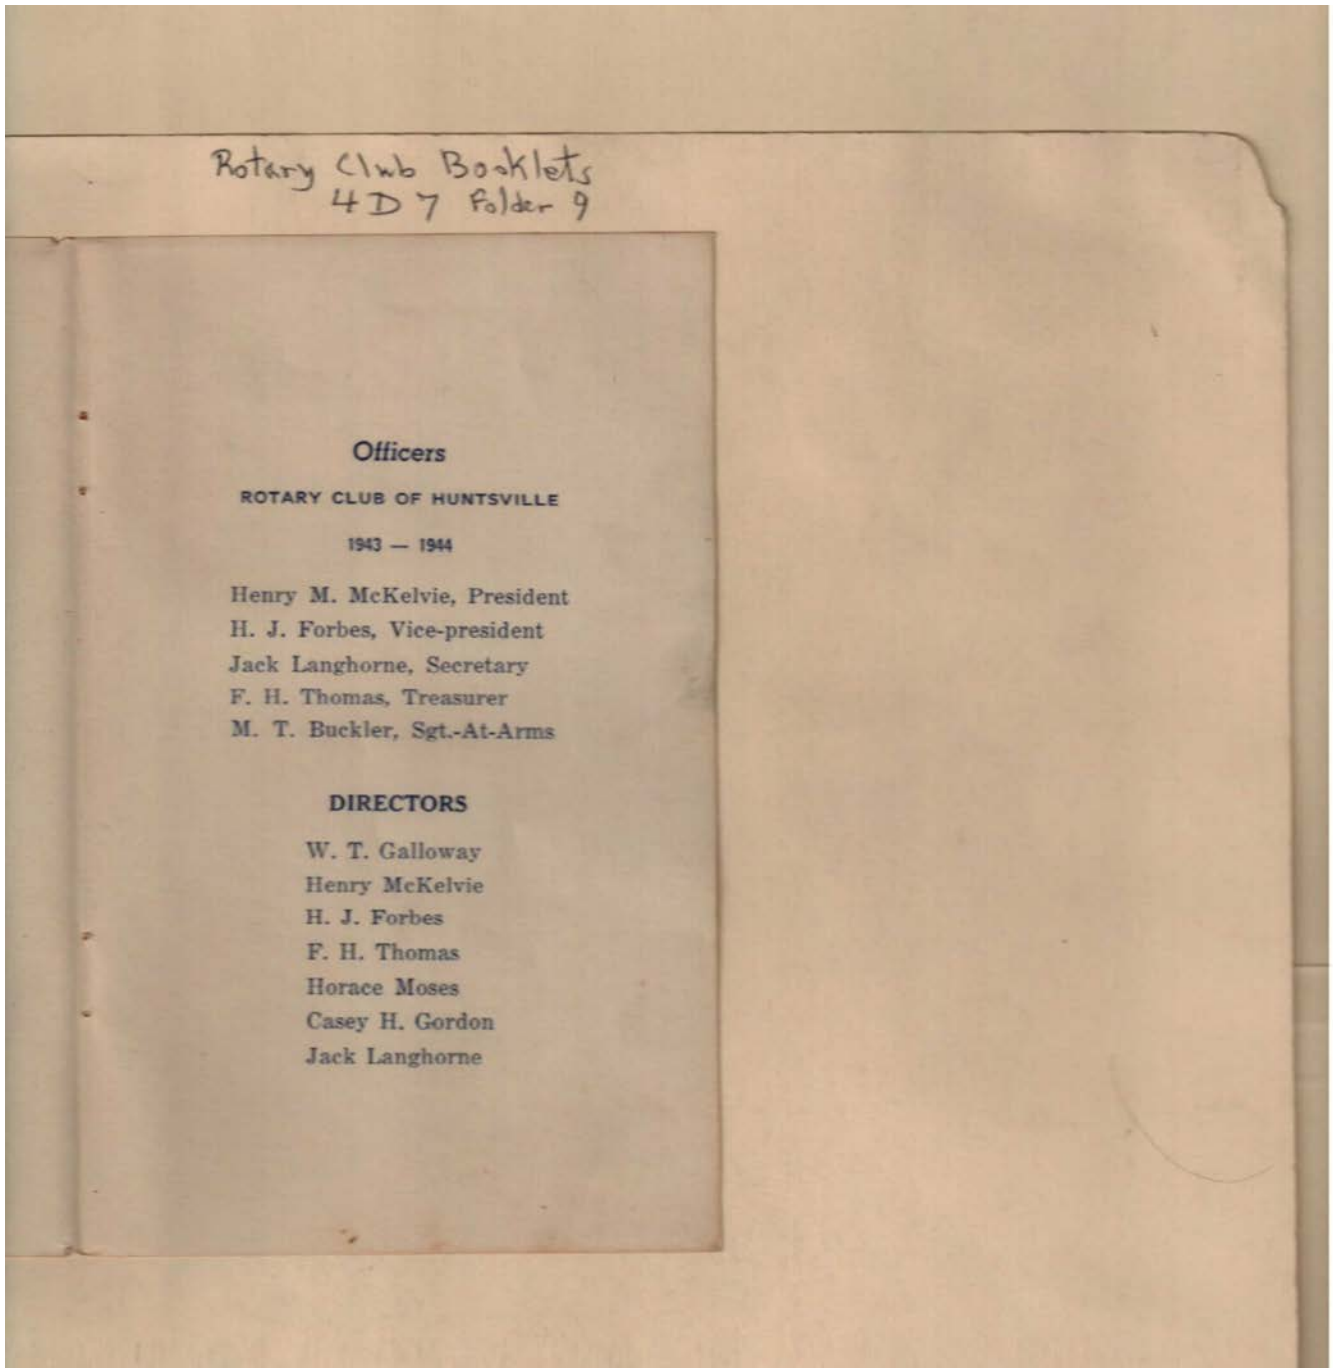 Rotary Club Booklets
4D7 Folder 9
Officers
ROTARY CLUB OF HUNTSVILLE
1943 — 1944
Henry M. McKelvie, President
H. J. Forbes, Vice-president
Jack Langhorne, Secretary
F. H. Thomas, Treasurer
M. T. Buckler, Sgt.-At-Arms
DIRECTORS
W. T. Galloway
Henry McKelvie
H. J. Forbes
F. H. Thomas
Horace Moses
Casey H. Gordon
Jack Langhorne